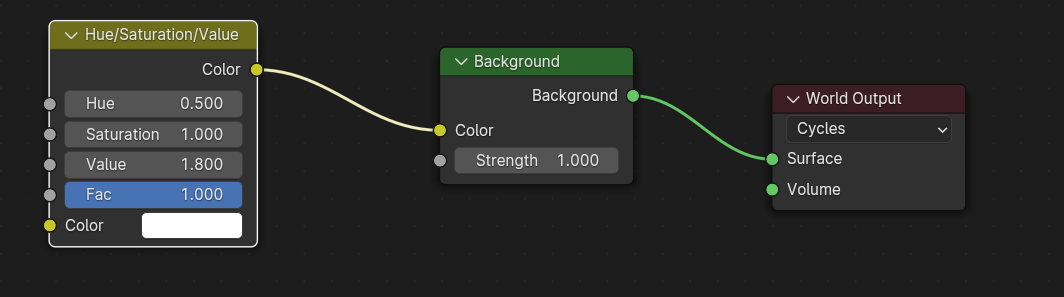 Hue/Saturation/Value
Color
Hue 0.500
Saturation 1.000
Value 1.800
Fac 1.000
Color
Background
Background
Color
Strength 1.000
World Output
Cycles
Surface
Volume